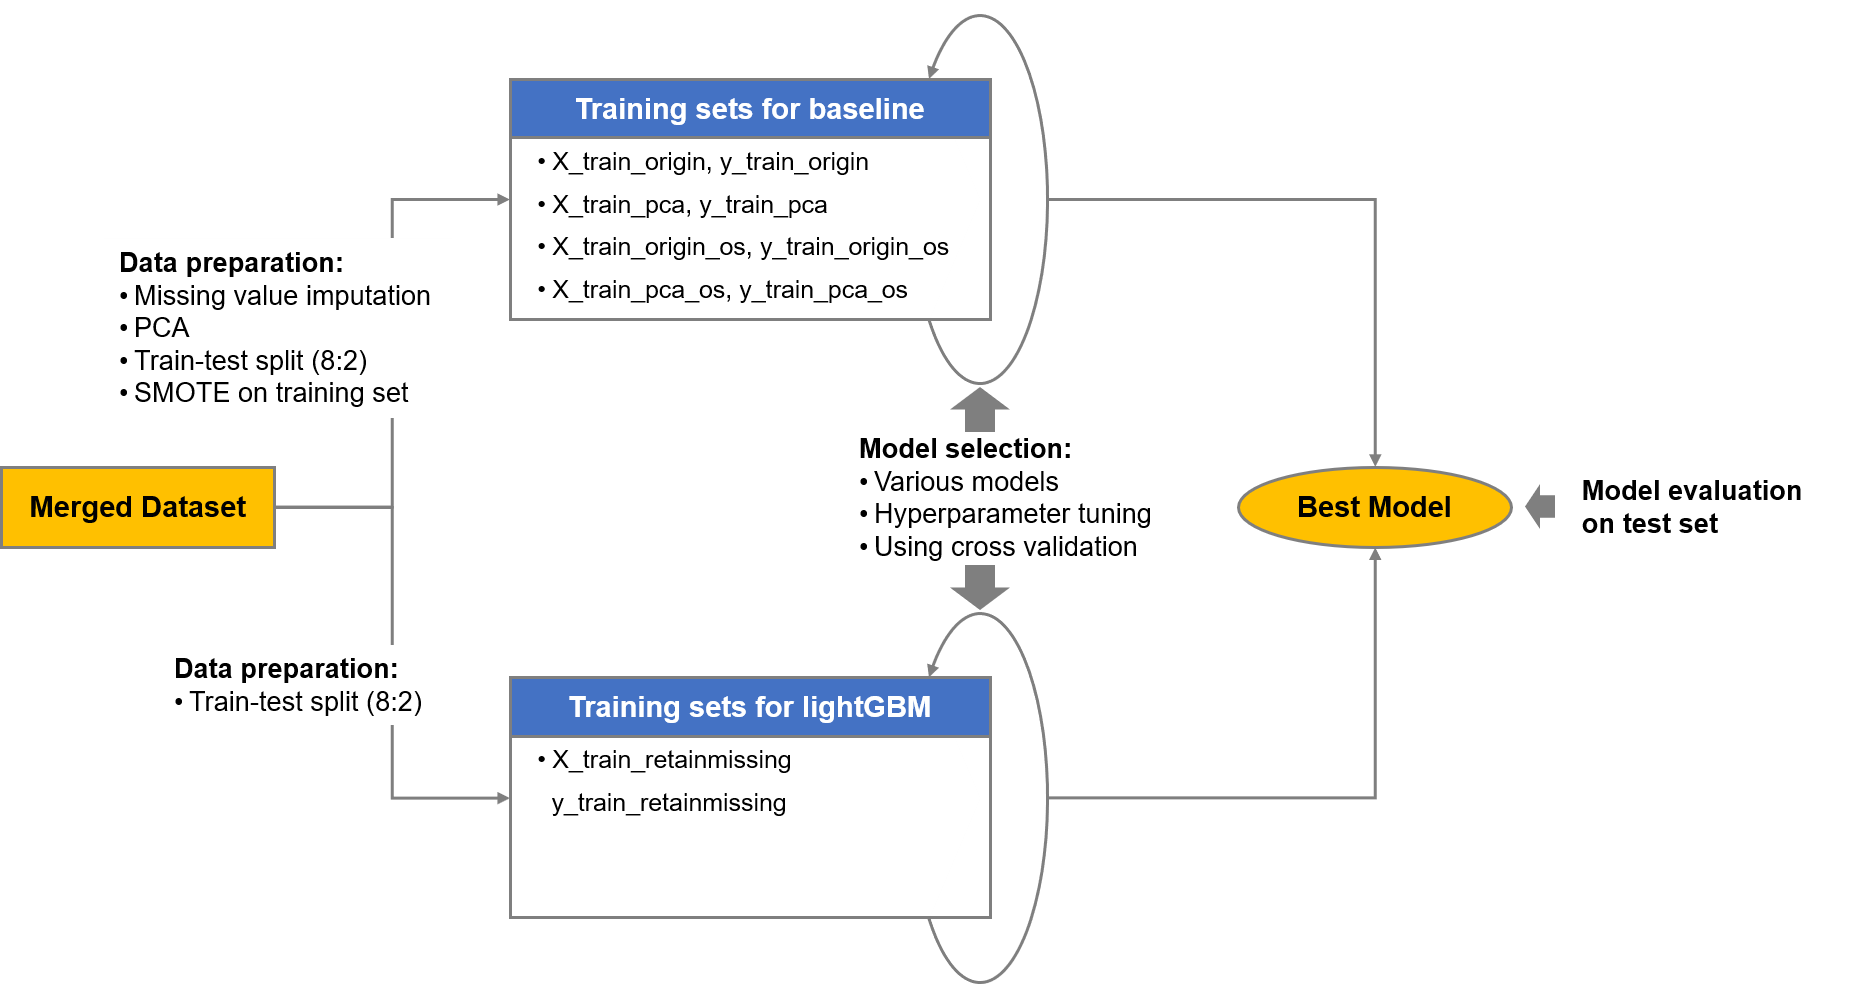 Training sets for baseline
• X_train_origin, y_train_origin
• X_train_pca, y_train_pca
• X_train_origin_os, y_train_origin_os
• X_train_pca_os, y_train_pca_os
Data preparation:
• Missing value imputation
• PCA
• Train-test split (8:2)
• SMOTE on training set
Merged Dataset
Model selection:
• Various models
• Hyperparameter tuning
• Using cross validation
Best Model
Model evaluation
on test set
Data preparation:
• Train-test split (8:2)
Training sets for lightGBM
• X_train_retainmissing
y_train_retainmissing